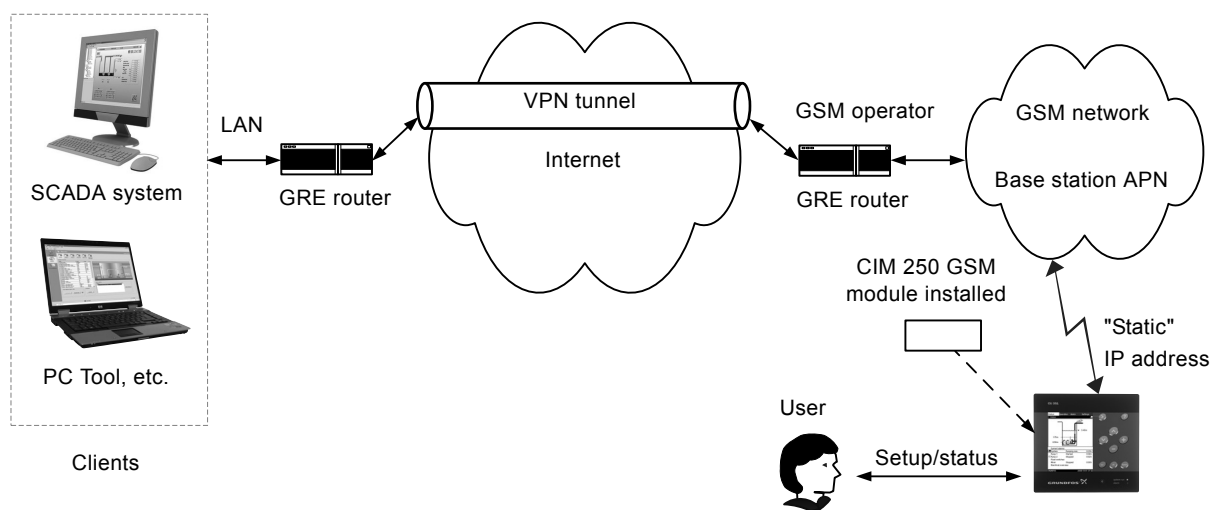 SCADA system
PC Tool, etc.
Clients
LAN
GRE router
VPN tunnel
Internet
GSM operator
GRE router
GSM network
Base station APN
CIM 250 GSM
module installed
"Static"
IP address
User
Setup/status
GRUNDFOS